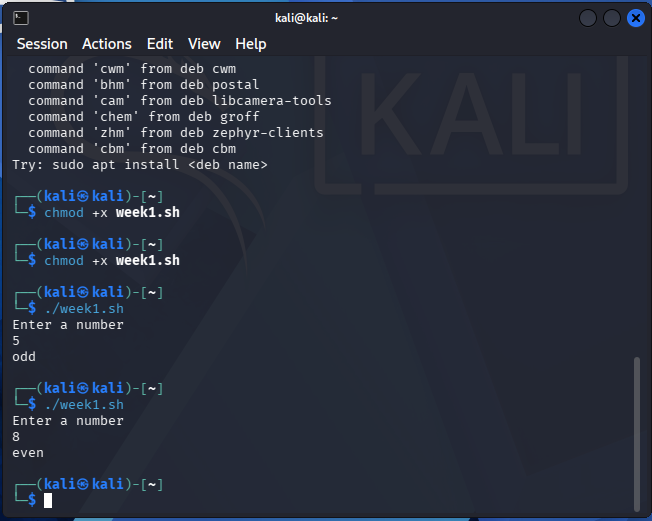 kali@kali: ~
Session Actions Edit View Help
command 'cwm' from deb cwm
command 'bhm' from deb postal
command 'cam' from deb libcamera-tools
command 'chem' from deb groff
command 'zhm' from deb zephyr-clients
command 'cbm' from deb cbm
Try: sudo apt install <deb name>
KALI
┌──(kali㉿kali)-[~]
└─$ chmod +x week1.sh
┌──(kali㉿kali)-[~]
└─$ chmod +x week1.sh
┌──(kali㉿kali)-[~]
└─$ ./week1.sh
Enter a number
5
odd
┌──(kali㉿kali)-[~]
└─$ ./week1.sh
Enter a number
8
even
┌──(kali㉿kali)-[~]
└─$